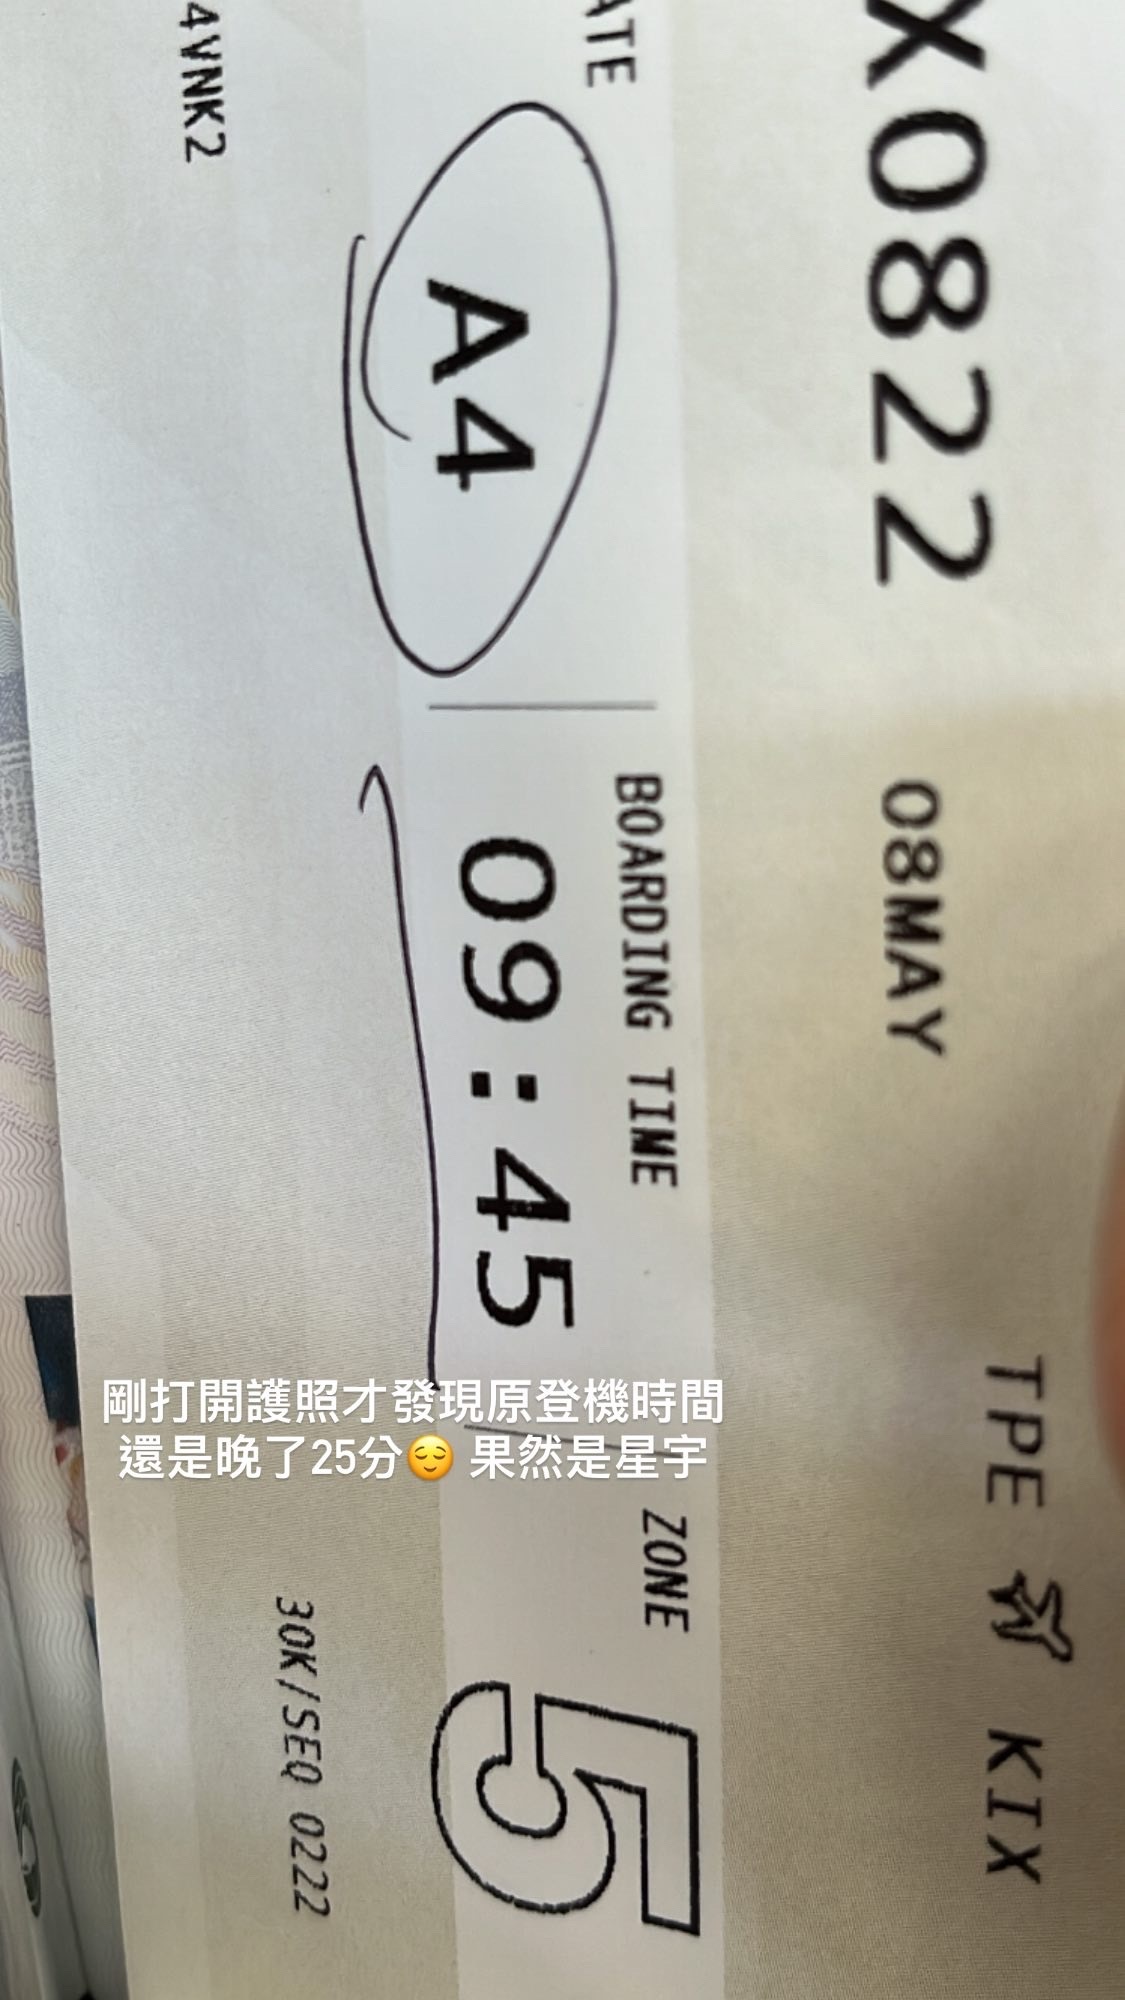 X0822 08MAY TPE KIX
ATE
A4
BOARDING TIME
09:45
ZONE
5
4VNK2
30K/SEQ 0222
剛打開護照才發現原登機時間
還是晚了25分😌 果然是星宇